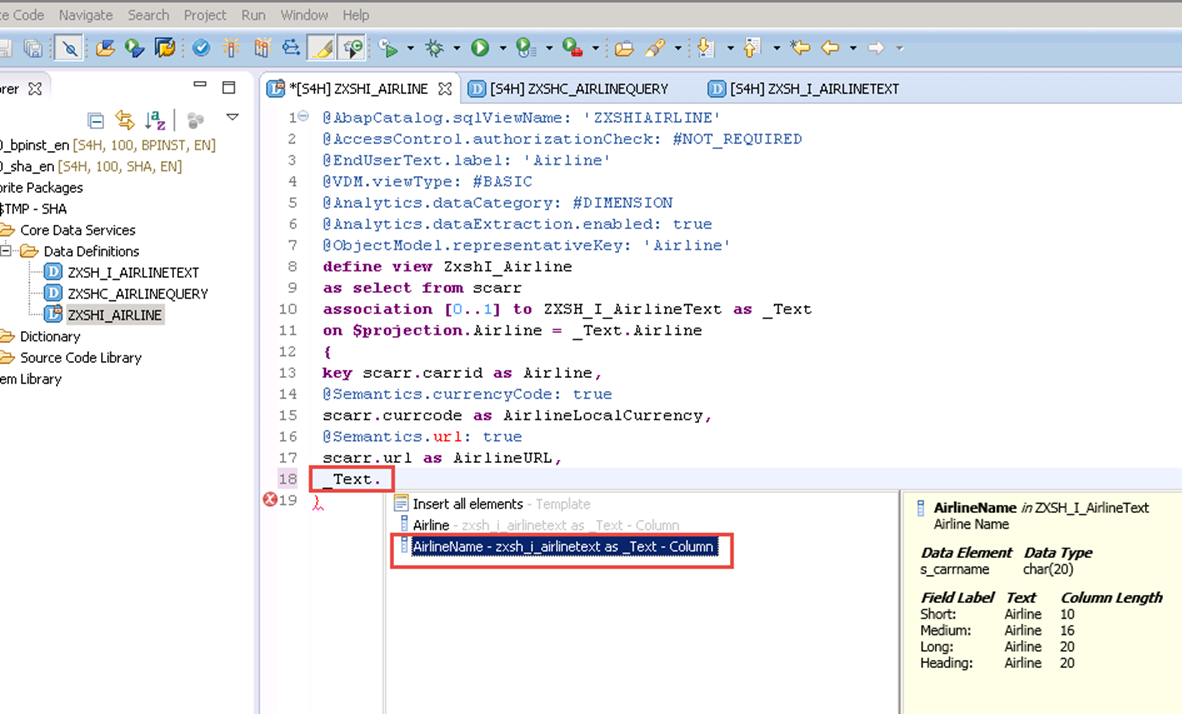 te Code Navigate Search Project Run Window Help
rer
*[S4H] ZXSHI_AIRLINE [S4H] ZXSHC_AIRLINEQUERY [S4H] ZXSH_I_AIRLINETEXT
0_bpinst_en [S4H, 100, BPINST, EN]
0_sha_en [S4H, 100, SHA, EN]
orite Packages
$TMP - SHA
Core Data Services
Data Definitions
ZXSH_I_AIRLINETEXT
ZXSHC_AIRLINEQUERY
ZXSHI_AIRLINE
Dictionary
Source Code Library
em Library
1 @AbapCatalog.sqlViewName: 'ZXSHIAIRLINE'
2 @AccessControl.authorizationCheck: #NOT_REQUIRED
3 @EndUserText.label: 'Airline'
4 @VDM.viewType: #BASIC
5 @Analytics.dataCategory: #DIMENSION
6 @Analytics.dataExtraction.enabled: true
7 @ObjectModel.representativeKey: 'Airline'
8 define view ZxshI_Airline
9 as select from scarr
10 association [0..1] to ZXSH_I_AirlineText as _Text
11 on $projection.Airline = _Text.Airline
12 {
13 key scarr.carrid as Airline,
14 @Semantics.currencyCode: true
15 scarr.currcode as AirlineLocalCurrency,
16 @Semantics.url: true
17 scarr.url as AirlineURL,
18 _Text.
19 }
Insert all elements - Template
Airline - zxsh_i_airlinetext as _Text - Column
AirlineName - zxsh_i_airlinetext as _Text - Column
AirlineName in ZXSH_I_AirlineText
Airline Name
Data Element Data Type
s_carrname char(20)
Field Label Text Column Length
Short: Airline 10
Medium: Airline 16
Long: Airline 20
Heading: Airline 20